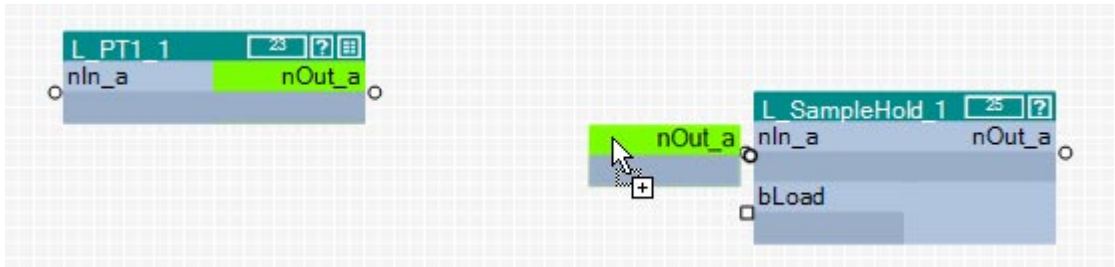 L_PT1_1 23 ?
nIn_a nOut_a
L_SampleHold_1 25 ?
nOut_a nIn_a nOut_a
bLoad